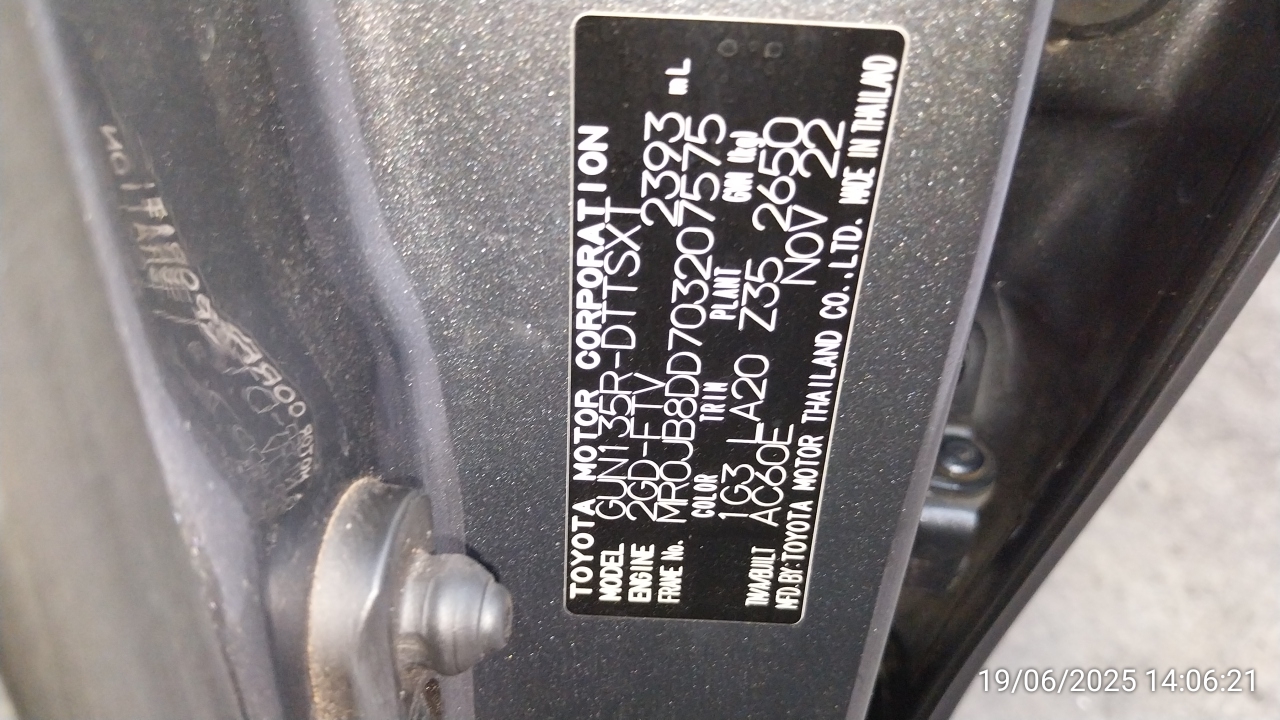 TOYOTA MOTOR CORPORATION
MODEL GUN135R-DTTSXT
ENGINE 2GD-FTV 2393 mL
FRAME No. MR0JB8DD703207575
COLOR TRIM PLANT GVM (kg)
1G3 LA20 Z35 2650
TM/A/BUILT AC60E NOV 22
MFD.BY:TOYOTA MOTOR THAILAND CO.,LTD. MADE IN THAILAND
19/06/2025 14:06:21